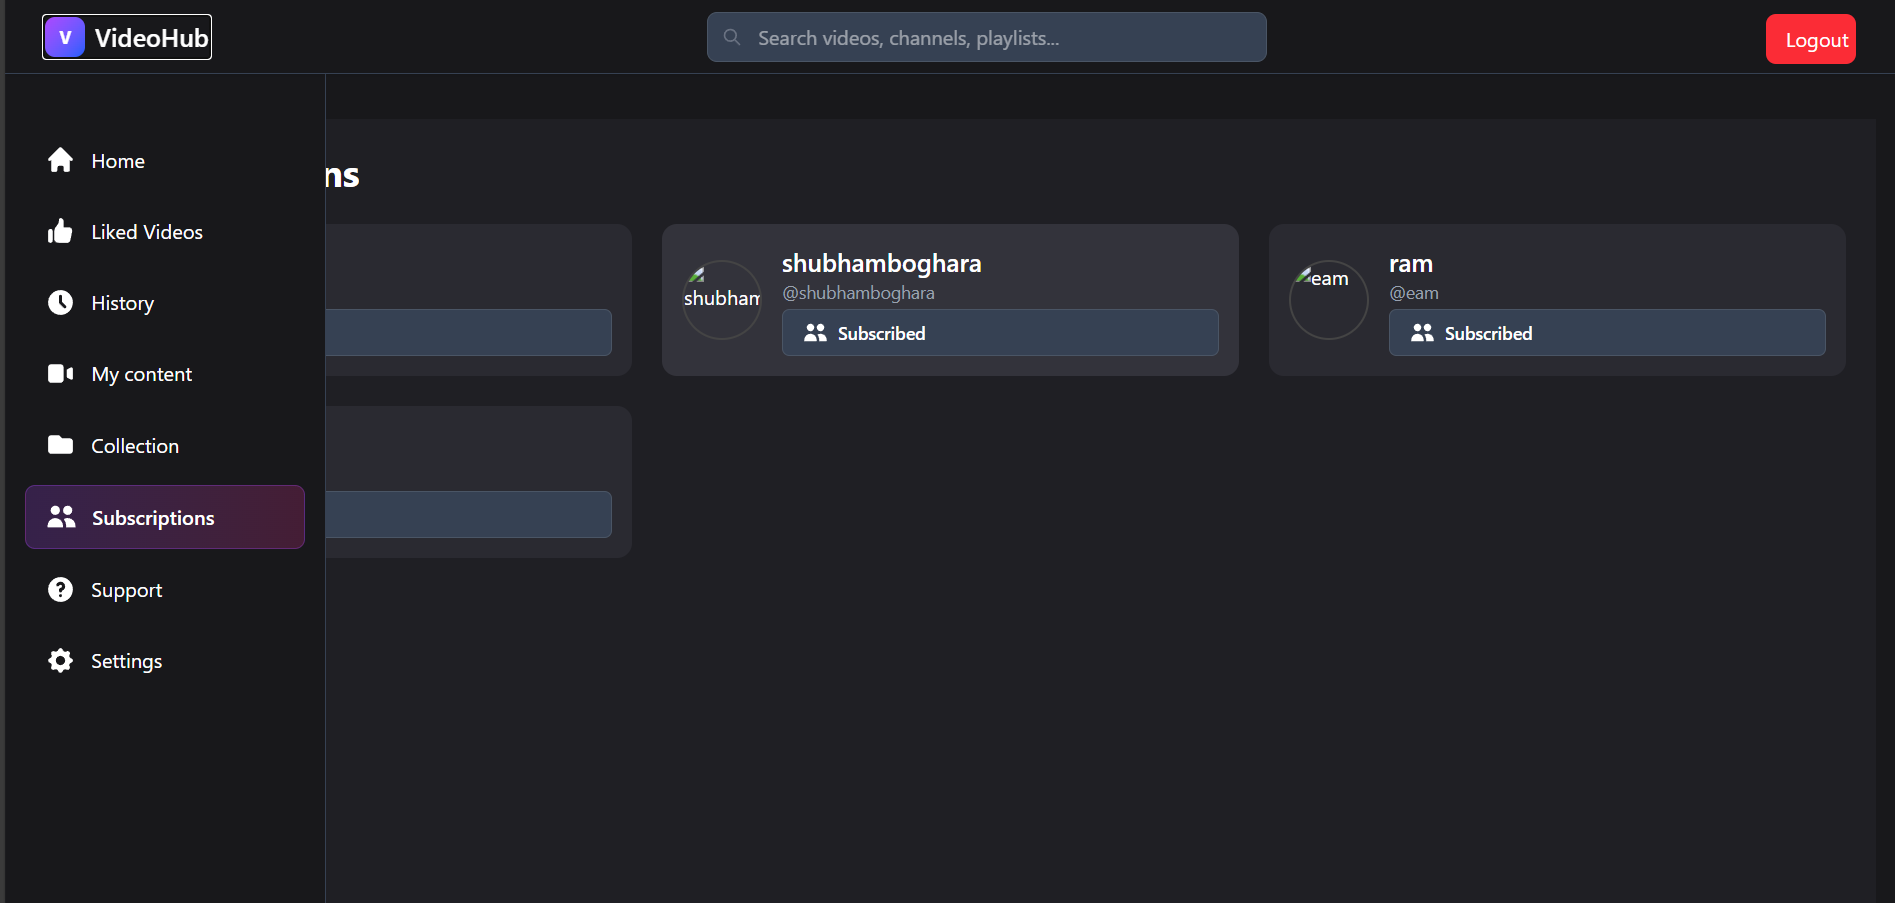 V VideoHub
Search videos, channels, playlists...
Logout
Home
Liked Videos
History
My content
Collection
Subscriptions
Support
Settings
ns
shubham
shubhamboghara
@shubhamboghara
Subscribed
eam
ram
@eam
Subscribed